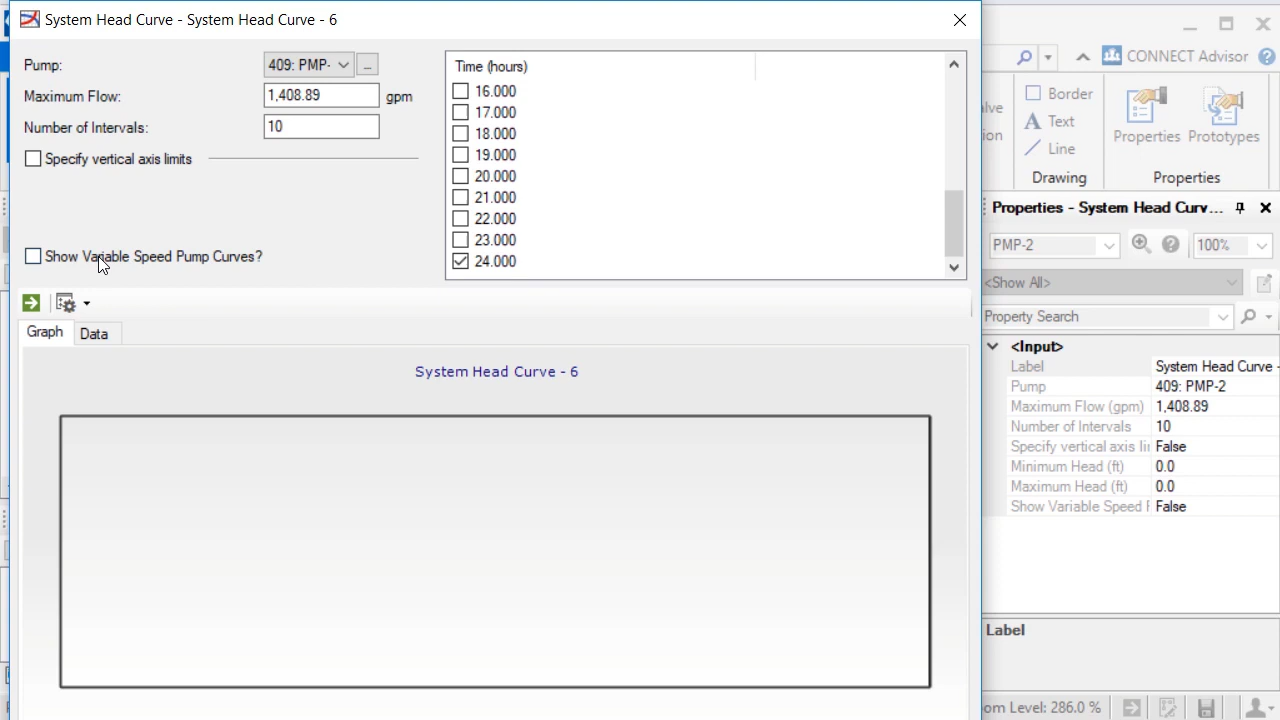 System Head Curve - System Head Curve - 6
Pump:
409: PMP-
...
Maximum Flow:
1,408.89
gpm
Number of Intervals:
10
Specify vertical axis limits
Show Variable Speed Pump Curves?
Time (hours)
16.000
17.000
18.000
19.000
20.000
21.000
22.000
23.000
24.000
Graph
Data
System Head Curve - 6
CONNECT Advisor
Border
Text
Line
Drawing
Properties
Prototypes
Properties
Properties - System Head Curv...
PMP-2
100%
<Show All>
Property Search
<Input>
Label
System Head Curve -
Pump
409: PMP-2
Maximum Flow (gpm)
1,408.89
Number of Intervals
10
Specify vertical axis
False
Minimum Head (ft)
0.0
Maximum Head (ft)
0.0
Show Variable Speed
False
Label
Level: 286.0 %